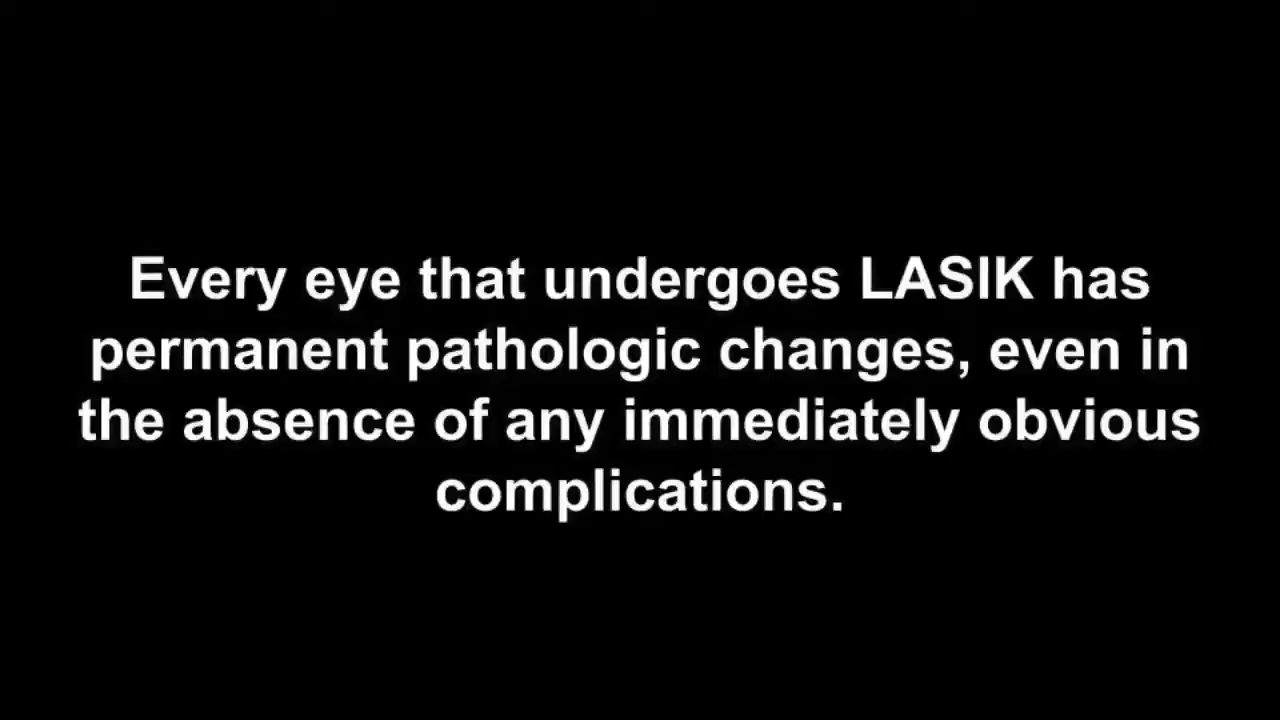 Every eye that undergoes LASIK has
permanent pathologic changes, even in
the absence of any immediately obvious
complications.